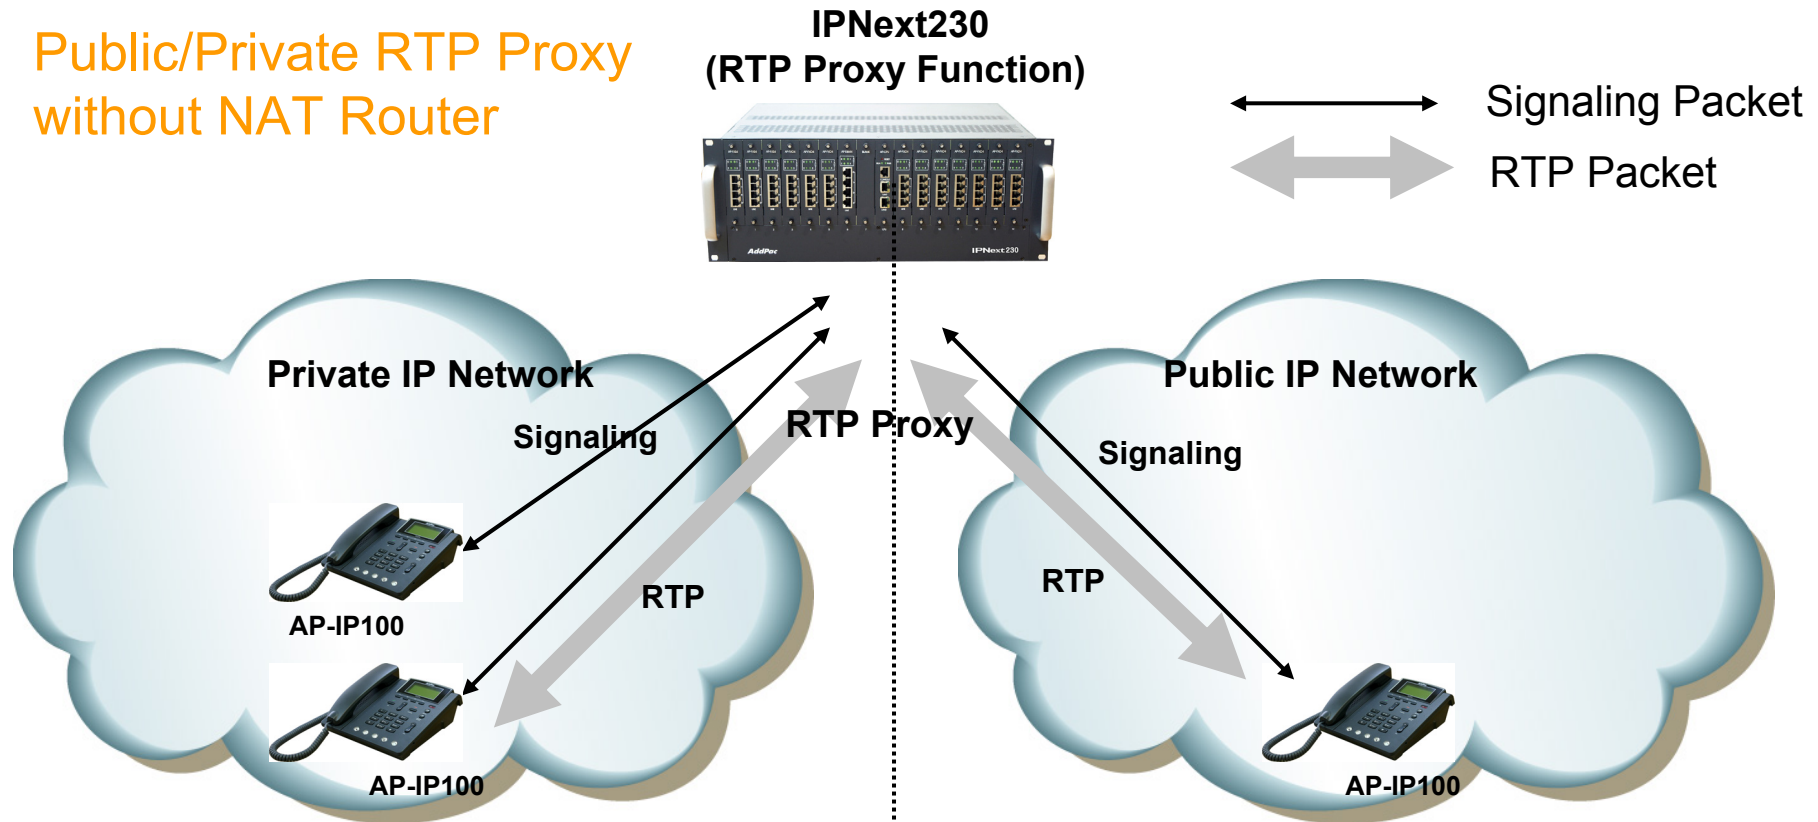 Public/Private RTP Proxy
without NAT Router
IPNext230
(RTP Proxy Function)
Signaling Packet
RTP Packet
AddPac
IPNext230
Private IP Network
Public IP Network
Signaling
RTP Proxy
Signaling
RTP
RTP
AP-IP100
AP-IP100
AP-IP100